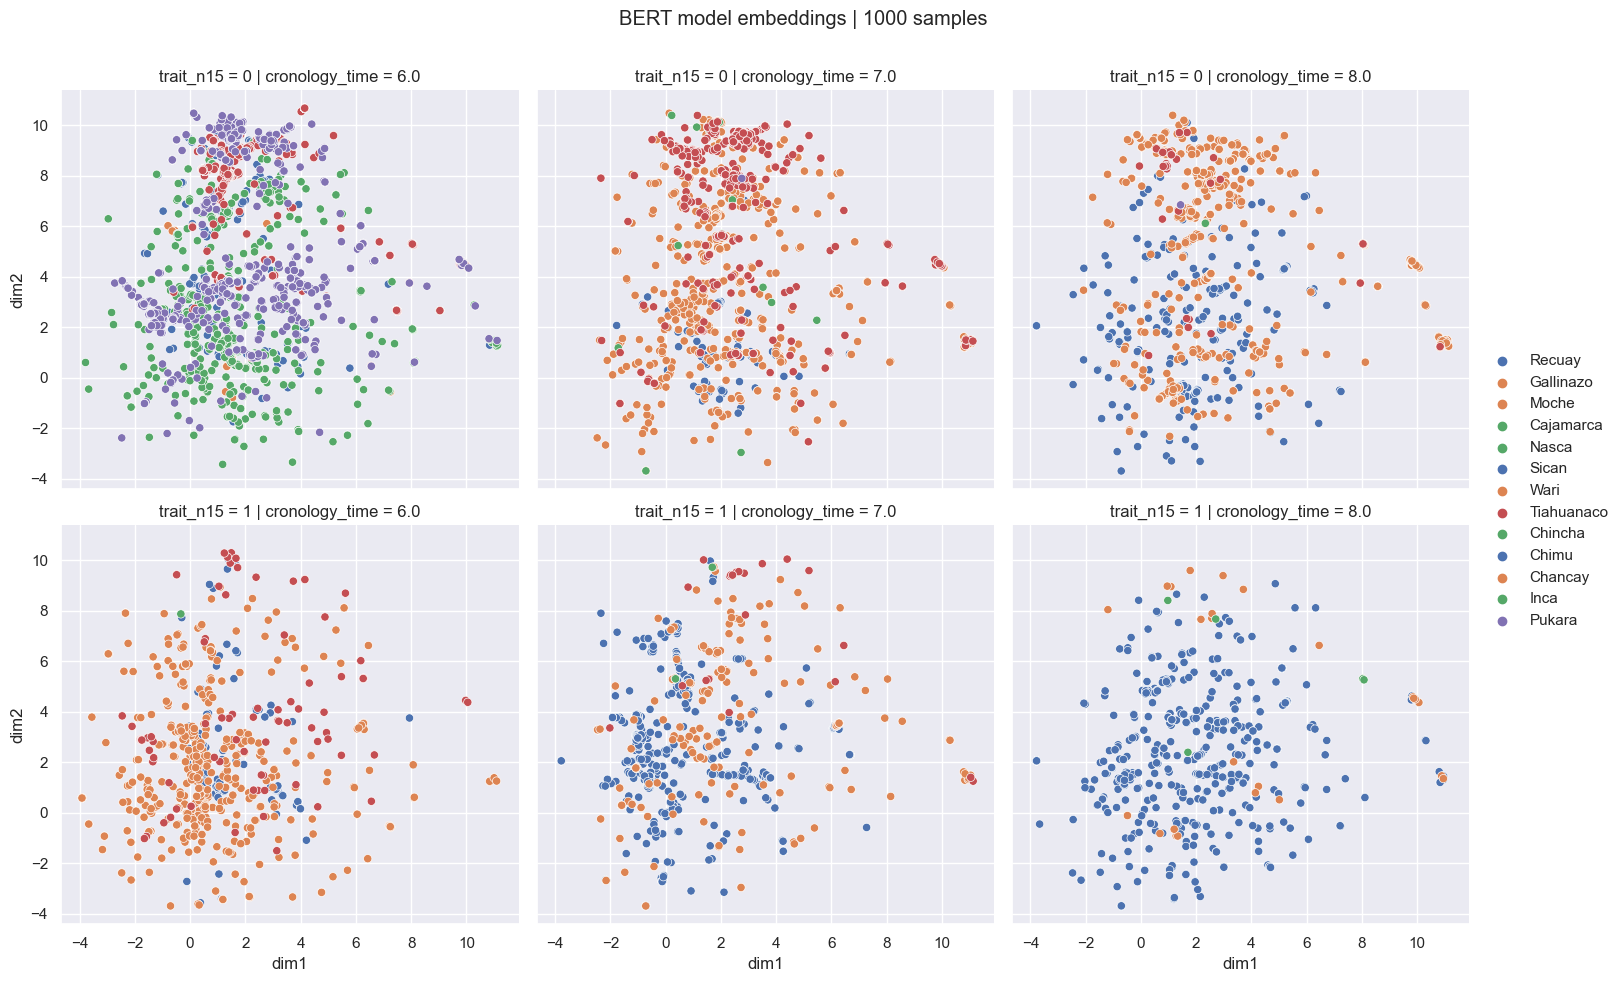 BERT model embeddings | 1000 samples
trait_n15 = 0 | cronology_time = 6.0
trait_n15 = 0 | cronology_time = 7.0
trait_n15 = 0 | cronology_time = 8.0
10
8
6
4
2
0
−2
−4
dim2
trait_n15 = 1 | cronology_time = 6.0
trait_n15 = 1 | cronology_time = 7.0
trait_n15 = 1 | cronology_time = 8.0
10
8
6
4
2
0
−2
−4
dim2
−4 −2 0 2 4 6 8 10
−4 −2 0 2 4 6 8 10
−4 −2 0 2 4 6 8 10
dim1
dim1
dim1
Recuay
Gallinazo
Moche
Cajamarca
Nasca
Sican
Wari
Tiahuanaco
Chincha
Chimu
Chancay
Inca
Pukara